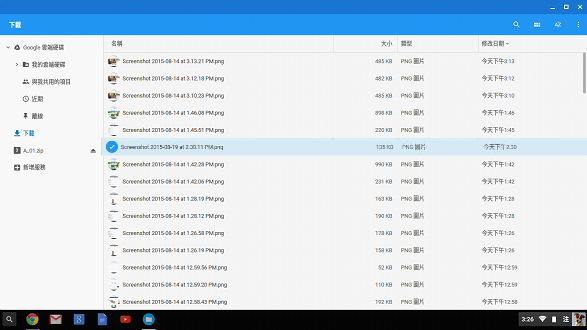 下載
名稱 大小 類型 修改日期
Google 雲端硬碟
我的雲端硬碟
與我共用的項目
近期
離線
下載
A_01.zip
新增服務
Screenshot 2015-08-14 at 3.13.21 PM.png 485 KB PNG 圖片 今天下午3:13
Screenshot 2015-08-14 at 3.12.18 PM.png 482 KB PNG 圖片 今天下午3:12
Screenshot 2015-08-14 at 3.10.23 PM.png 485 KB PNG 圖片 今天下午3:10
Screenshot 2015-08-14 at 1.46.08 PM.png 898 KB PNG 圖片 今天下午1:46
Screenshot 2015-08-14 at 1.45.51 PM.png 220 KB PNG 圖片 今天下午1:45
Screenshot 2015-08-19 at 2.30.11 PM.png 135 KB PNG 圖片 今天下午2:30
Screenshot 2015-08-14 at 1.42.28 PM.png 990 KB PNG 圖片 今天下午1:42
Screenshot 2015-08-14 at 1.42.06 PM.png 231 KB PNG 圖片 今天下午1:42
Screenshot 2015-08-14 at 1.28.19 PM.png 163 KB PNG 圖片 今天下午1:28
Screenshot 2015-08-14 at 1.28.12 PM.png 190 KB PNG 圖片 今天下午1:28
Screenshot 2015-08-14 at 1.26.58 PM.png 178 KB PNG 圖片 今天下午1:26
Screenshot 2015-08-14 at 1.26.19 PM.png 158 KB PNG 圖片 今天下午1:26
Screenshot 2015-08-14 at 12.59.56 PM.png 52 KB PNG 圖片 今天下午12:59
Screenshot 2015-08-14 at 12.59.20 PM.png 110 KB PNG 圖片 今天下午12:59
Screenshot 2015-08-14 at 12.58.43 PM.png 192 KB PNG 圖片 今天下午12:58
3:26 注